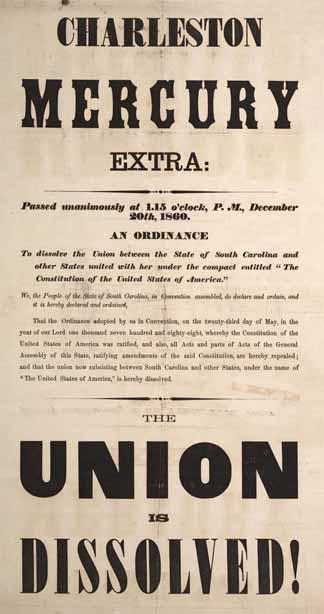 CHARLESTON
MERCURY
EXTRA:
Passed unanimously at 1.15 o'clock, P. M., December
20th, 1860.
AN ORDINANCE
To dissolve the Union between the State of South Carolina and
other States united with her under the compact entitled "The
Constitution of the United States of America."
We, the People of the State of South Carolina, in Convention assembled, do declare and ordain, and
it is hereby declared and ordained,
That the Ordinance adopted by us in Convention, on the twenty-third day of May, in the
year of our Lord one thousand seven hundred and eighty-eight, whereby the Constitution of the
United States of America was ratified, and also, all Acts and parts of Acts of the General
Assembly of this State, ratifying amendments of the said Constitution, are hereby repealed;
and that the union now subsisting between South Carolina and other States, under the name of
"The United States of America," is hereby dissolved.
THE
UNION
IS
DISSOLVED!